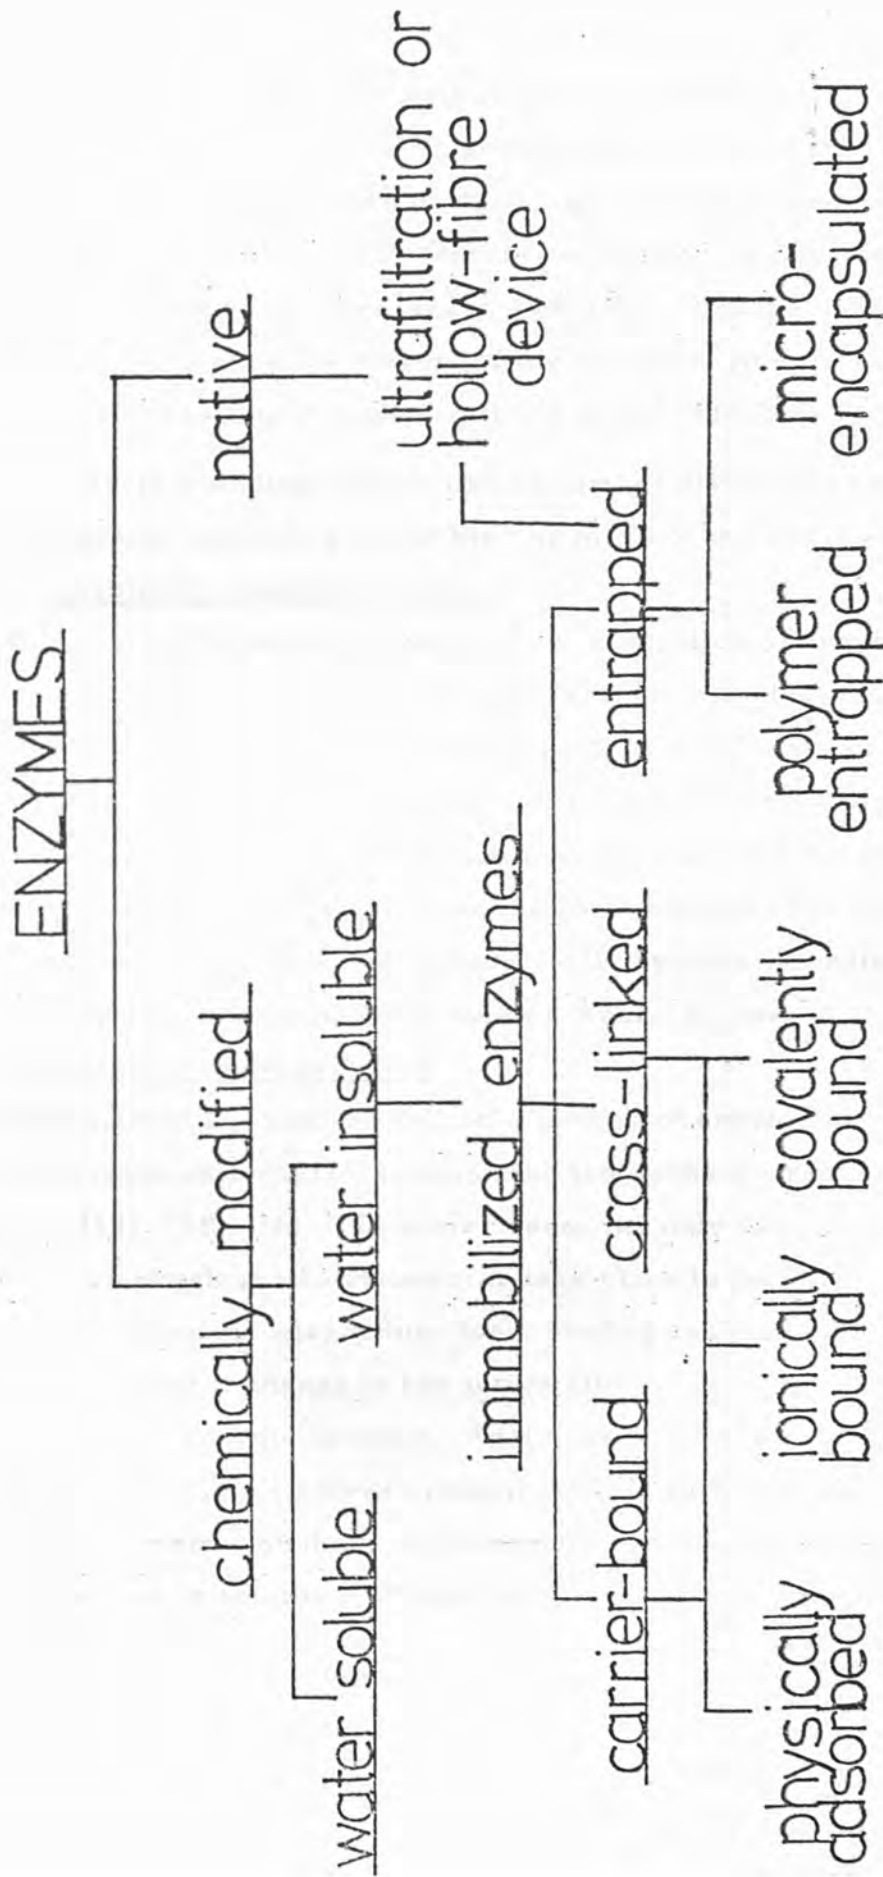 ENZYMES
chemically modified
native
water soluble
water insoluble
ultrafiltration or
hollow-fibre
device
immobilized enzymes
carrier-bound
cross-linked
entrapped
physically
adsorbed
ionically
bound
covalenty
bound
polymer
entrapped
micro-
encapsulated